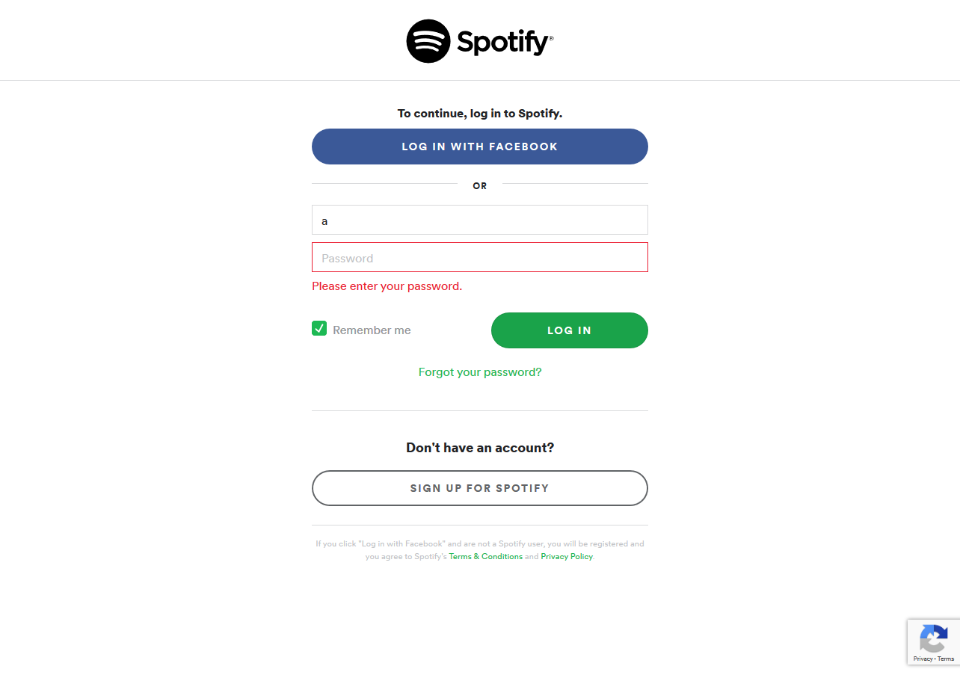 Spotify®
To continue, log in to Spotify.
LOG IN WITH FACEBOOK
OR
a
Password
Please enter your password.
Remember me
LOG IN
Forgot your password?
Don't have an account?
SIGN UP FOR SPOTIFY
If you click "Log in with Facebook" and are not a Spotify user, you will be registered and
you agree to Spotify's Terms & Conditions and Privacy Policy.
Privacy - Terms